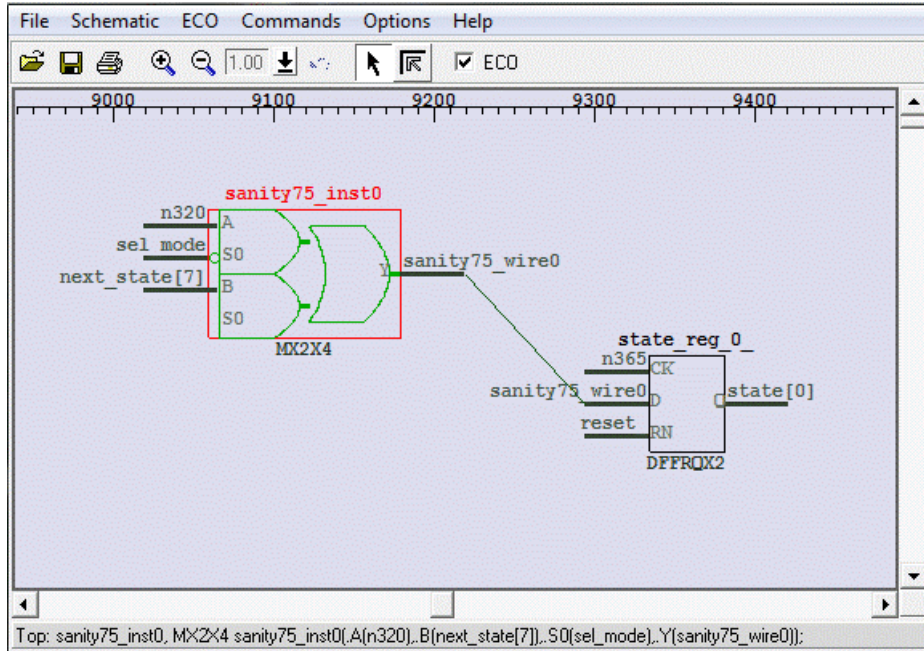 File Schematic ECO Commands Options Help
1.00 ECO
9000 9100 9200 9300 9400
sanity75_inst0
n320 A
sel_mode S0
sanity75_wire0
Y
next_state[7] B
S0
MX2X4
state_reg_0_
n365 CK
sanity75_wire0 D Q state[0]
reset RN
DFFRQX2
Top: sanity75_inst0, MX2X4 sanity75_inst0(.A(n320),.B(next_state[7]),.S0(sel_mode),.Y(sanity75_wire0));